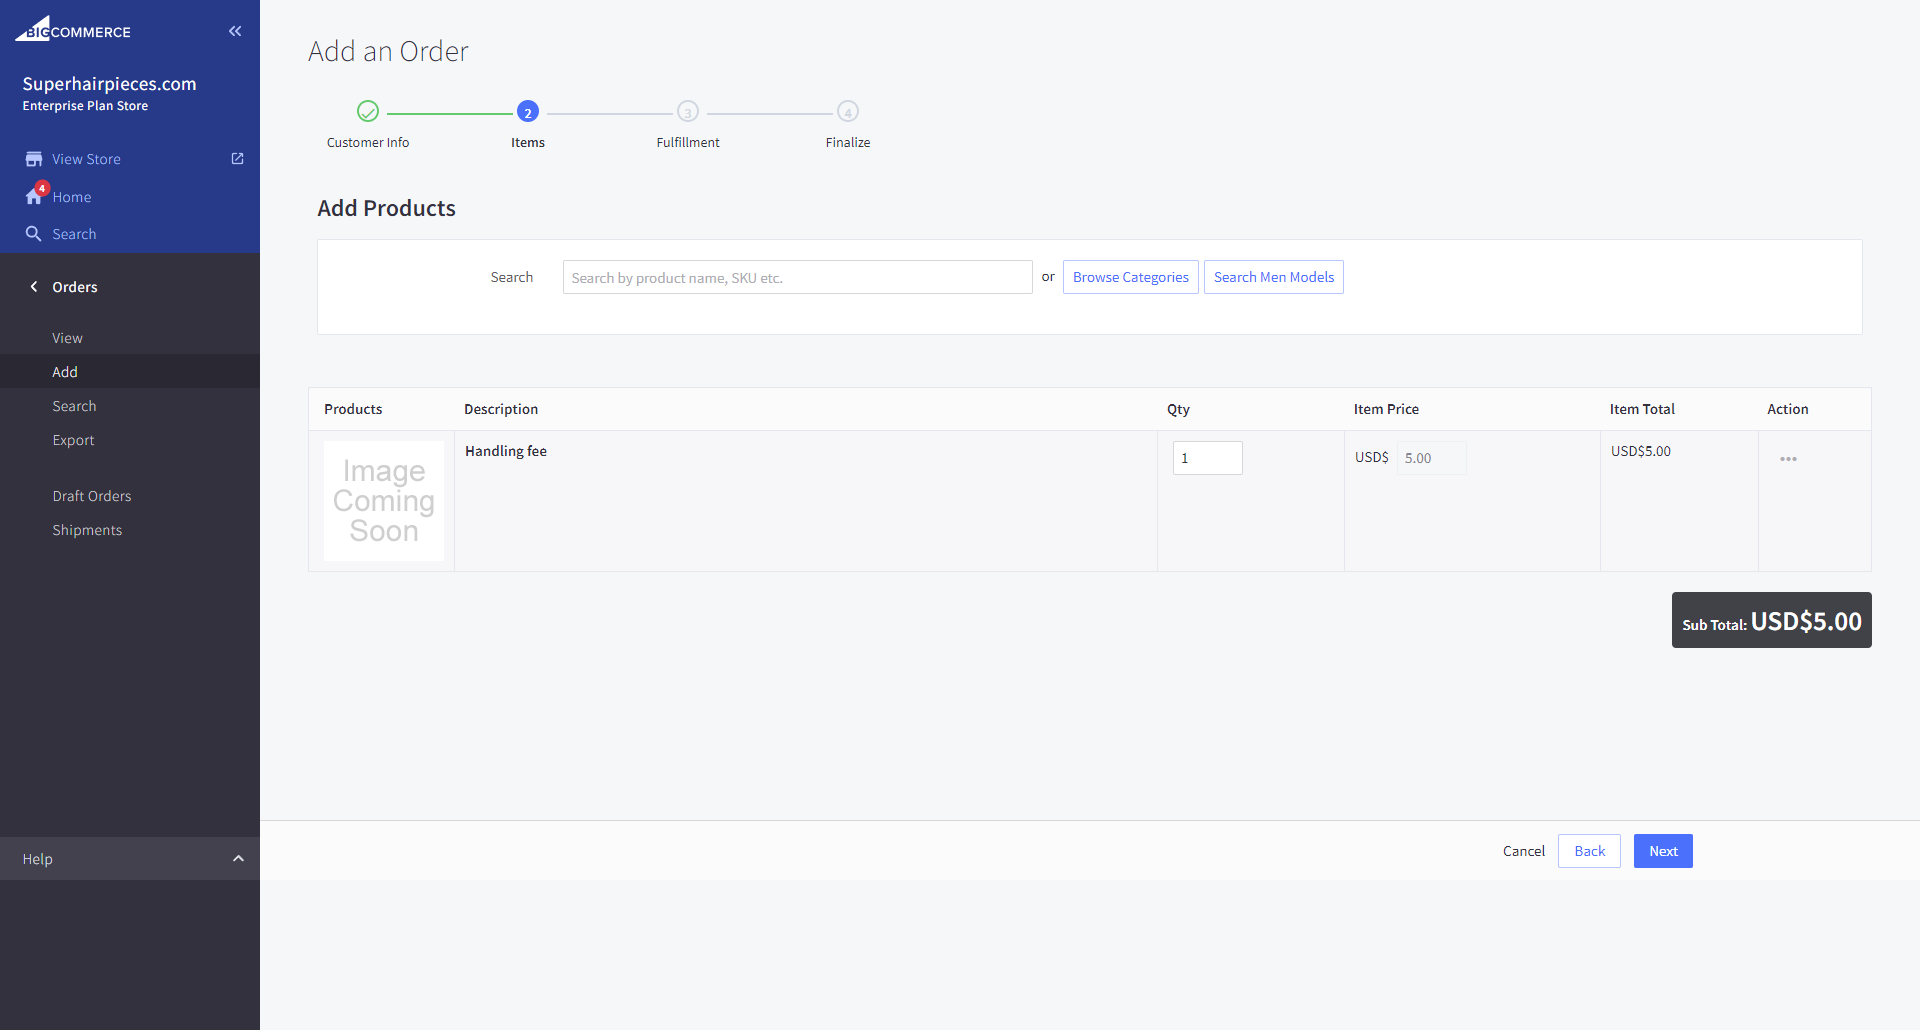 BIGCOMMERCE
Superhairpieces.com
Enterprise Plan Store
View Store
4
Home
Search
Orders
View
Add
Search
Export
Draft Orders
Shipments
Help
Add an Order
2
3
4
Customer Info
Items
Fulfillment
Finalize
Add Products
Search
Search by product name, SKU etc.
or
Browse Categories
Search Men Models
Products
Description
Qty
Item Price
Item Total
Action
Image
Coming
Soon
Handling fee
1
USD$
5.00
USD$5.00
Sub Total: USD$5.00
Cancel
Back
Next